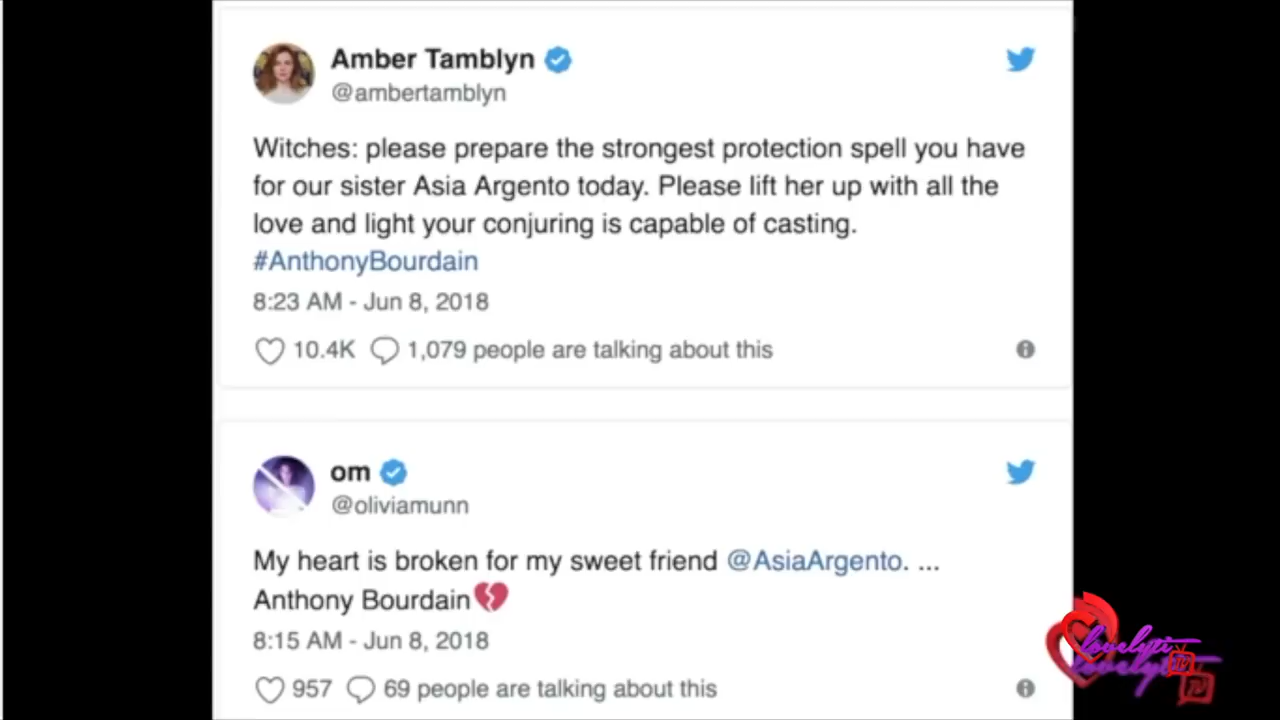 Amber Tamblyn
@ambertamblyn
Witches: please prepare the strongest protection spell you have
for our sister Asia Argento today. Please lift her up with all the
love and light your conjuring is capable of casting.
#AnthonyBourdain
8:23 AM - Jun 8, 2018
10.4K 1,079 people are talking about this
om
@oliviamunn
My heart is broken for my sweet friend @AsiaArgento. ...
Anthony Bourdain💔
8:15 AM - Jun 8, 2018
957 69 people are talking about this
lovelyti
TV